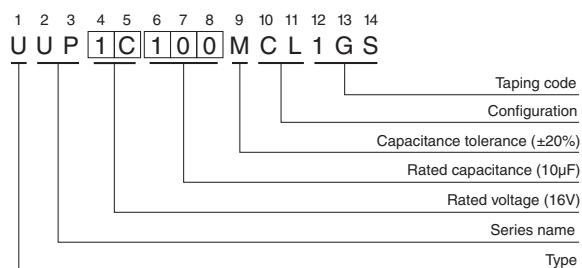 1 2 3 4 5 6 7 8 9 10 11 12 13 14
U U P 1 C 1 0 0 M C L 1 G S
Taping code
Configuration
Capacitance tolerance (±20%)
Rated capacitance (10µF)
Rated voltage (16V)
Series name
Type